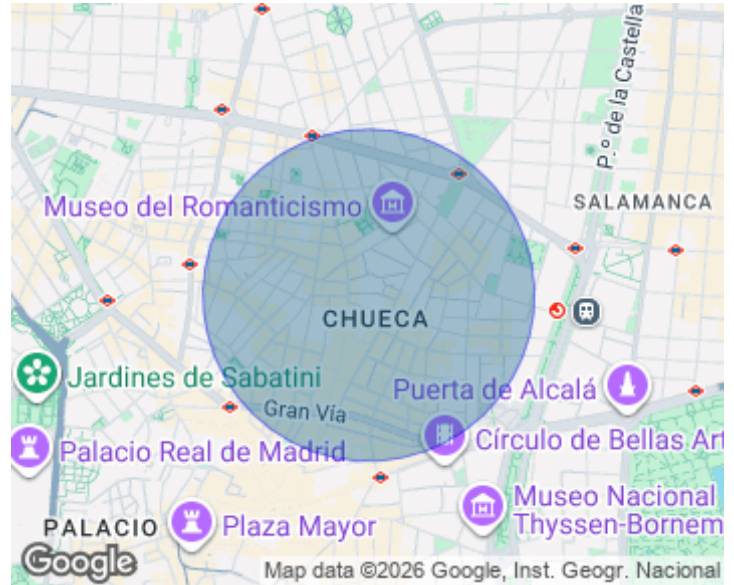 P.º de la Castella
Museo del Romanticismo
SALAMANCA
CHUECA
Jardines de Sabatini
Puerta de Alcalá
Gran Vía
Círculo de Bellas Art
Palacio Real de Madrid
Museo Nacional
Thyssen-Bornem
PALACIO
Plaza Mayor
Google
Map data ©2026 Google, Inst. Geogr. Nacional